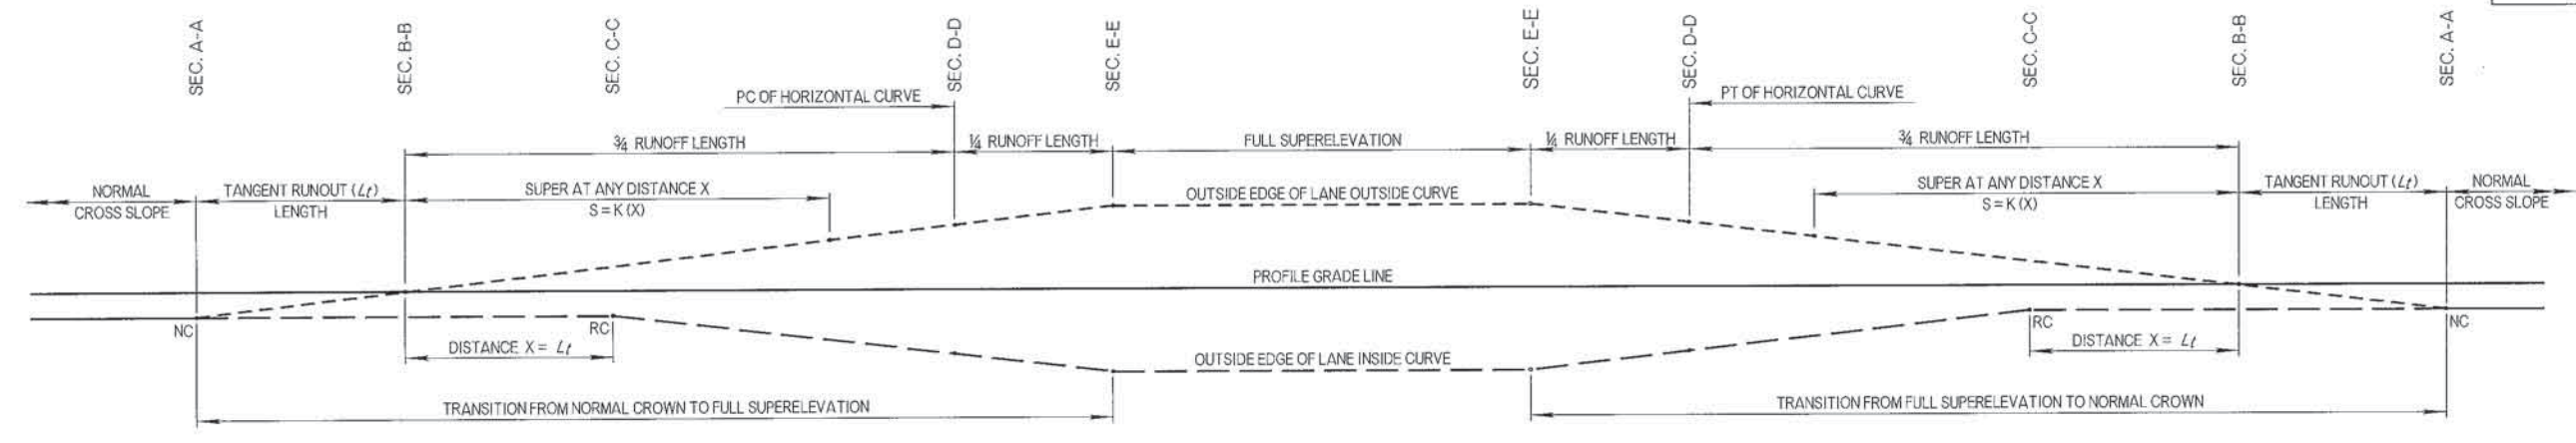 SEC. A-A
SEC. B-B
SEC. C-C
SEC. D-D
SEC. E-E
SEC. E-E
SEC. D-D
SEC. C-C
SEC. B-B
SEC. A-A
PC OF HORIZONTAL CURVE
PT OF HORIZONTAL CURVE
¾ RUNOFF LENGTH
¼ RUNOFF LENGTH
FULL SUPERELEVATION
¼ RUNOFF LENGTH
¾ RUNOFF LENGTH
NORMAL
CROSS SLOPE
TANGENT RUNOUT (Lt)
LENGTH
SUPER AT ANY DISTANCE X
S = K (X)
OUTSIDE EDGE OF LANE OUTSIDE CURVE
SUPER AT ANY DISTANCE X
S = K (X)
TANGENT RUNOUT (Lt)
LENGTH
NORMAL
CROSS SLOPE
PROFILE GRADE LINE
NC
RC
RC
NC
DISTANCE X = Lt
OUTSIDE EDGE OF LANE INSIDE CURVE
DISTANCE X = Lt
TRANSITION FROM NORMAL CROWN TO FULL SUPERELEVATION
TRANSITION FROM FULL SUPERELEVATION TO NORMAL CROWN